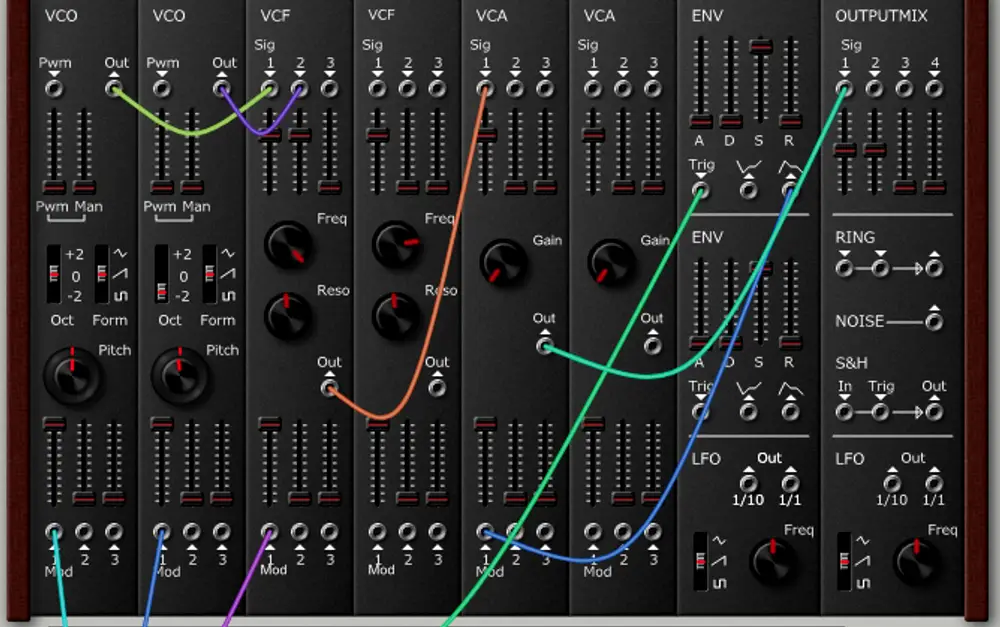 VCO VCO VCF VCF VCA VCA ENV OUTPUTMIX
Sig Sig Sig Sig Sig
Pwm Out Pwm Out 1 2 3 1 2 3 1 2 3 1 2 3 1 2 3 4
A D S R
Trig
Pwm Man Pwm Man
Freq Freq Gain Gain ENV RING
+2 +2
0 0
-2 -2
Reso Reso
Oct Form Oct Form Out Out NOISE
Pitch Pitch
Out Out A D S R S&H
Trig In Trig Out
LFO Out LFO Out
1/10 1/1 1/10 1/1
Freq Freq
1 2 3 1 2 3 1 2 3 1 2 3 1 2 3 1 2 3
Mod Mod Mod Mod Mod Mod